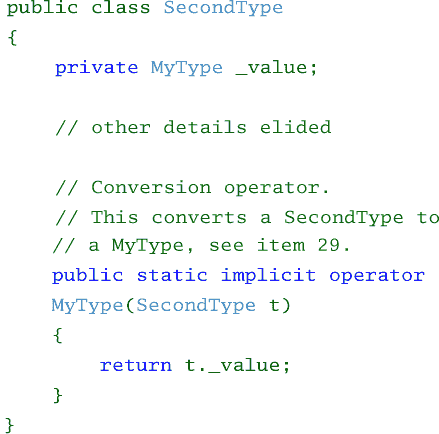 public class SecondType
{
private MyType _value;
// other details elided
// Conversion operator.
// This converts a SecondType to
// a MyType, see item 29.
public static implicit operator
MyType(SecondType t)
{
return t._value;
}
}